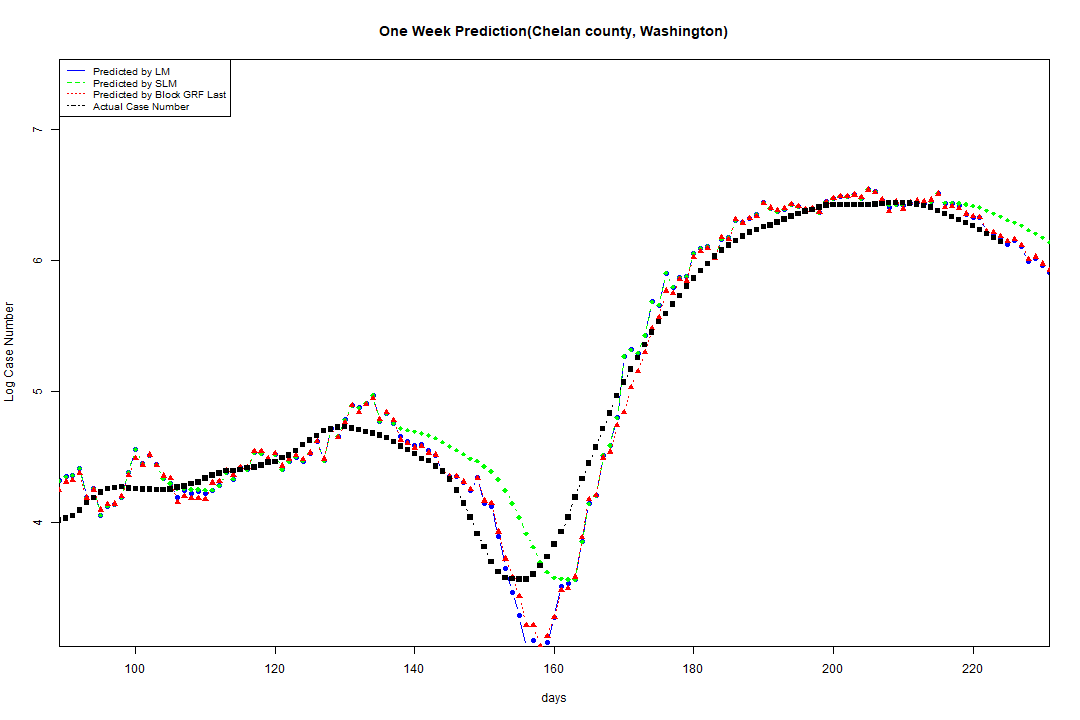 One Week Prediction(Chelan county, Washington)
Predicted by LM
Predicted by SLM
Predicted by Block GRF Last
Actual Case Number
7
6
5
4
Log Case Number
100 120 140 160 180 200 220
days